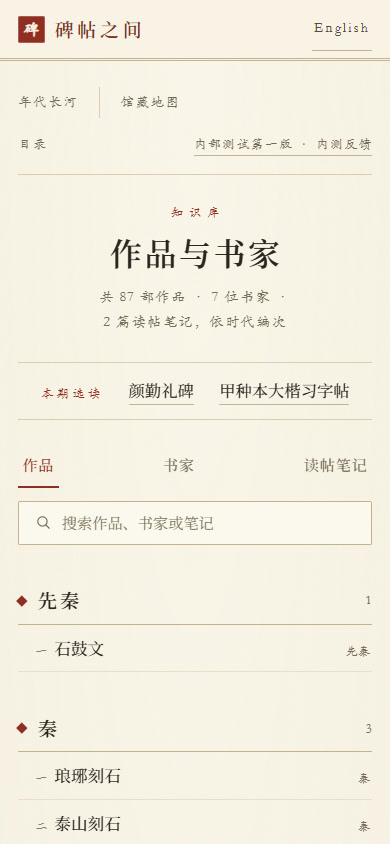 碑 碑帖之间 English
年代长河 馆藏地图
目录 内部测试第一版 · 内测反馈
知识库
作品与书家
共 87 部作品 · 7 位书家 ·
2 篇读帖笔记，依时代编次
本期选读 颜勤礼碑 甲种本大楷习字帖
作品 书家 读帖笔记
搜索作品、书家或笔记
先秦 1
一 石鼓文 先秦
秦 3
一 琅琊刻石 秦
二 泰山刻石 秦